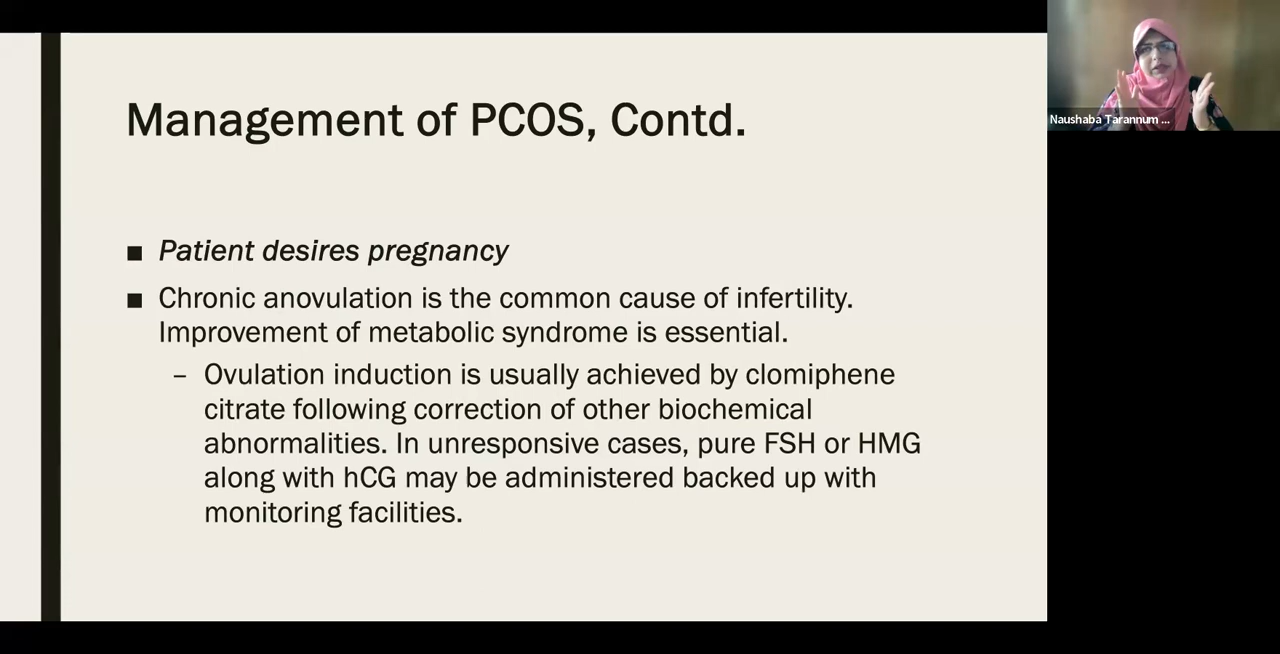 Management of PCOS, Contd.
■ Patient desires pregnancy
■ Chronic anovulation is the common cause of infertility.
Improvement of metabolic syndrome is essential.
– Ovulation induction is usually achieved by clomiphene
citrate following correction of other biochemical
abnormalities. In unresponsive cases, pure FSH or HMG
along with hCG may be administered backed up with
monitoring facilities.
Naushaba Tarannum ...